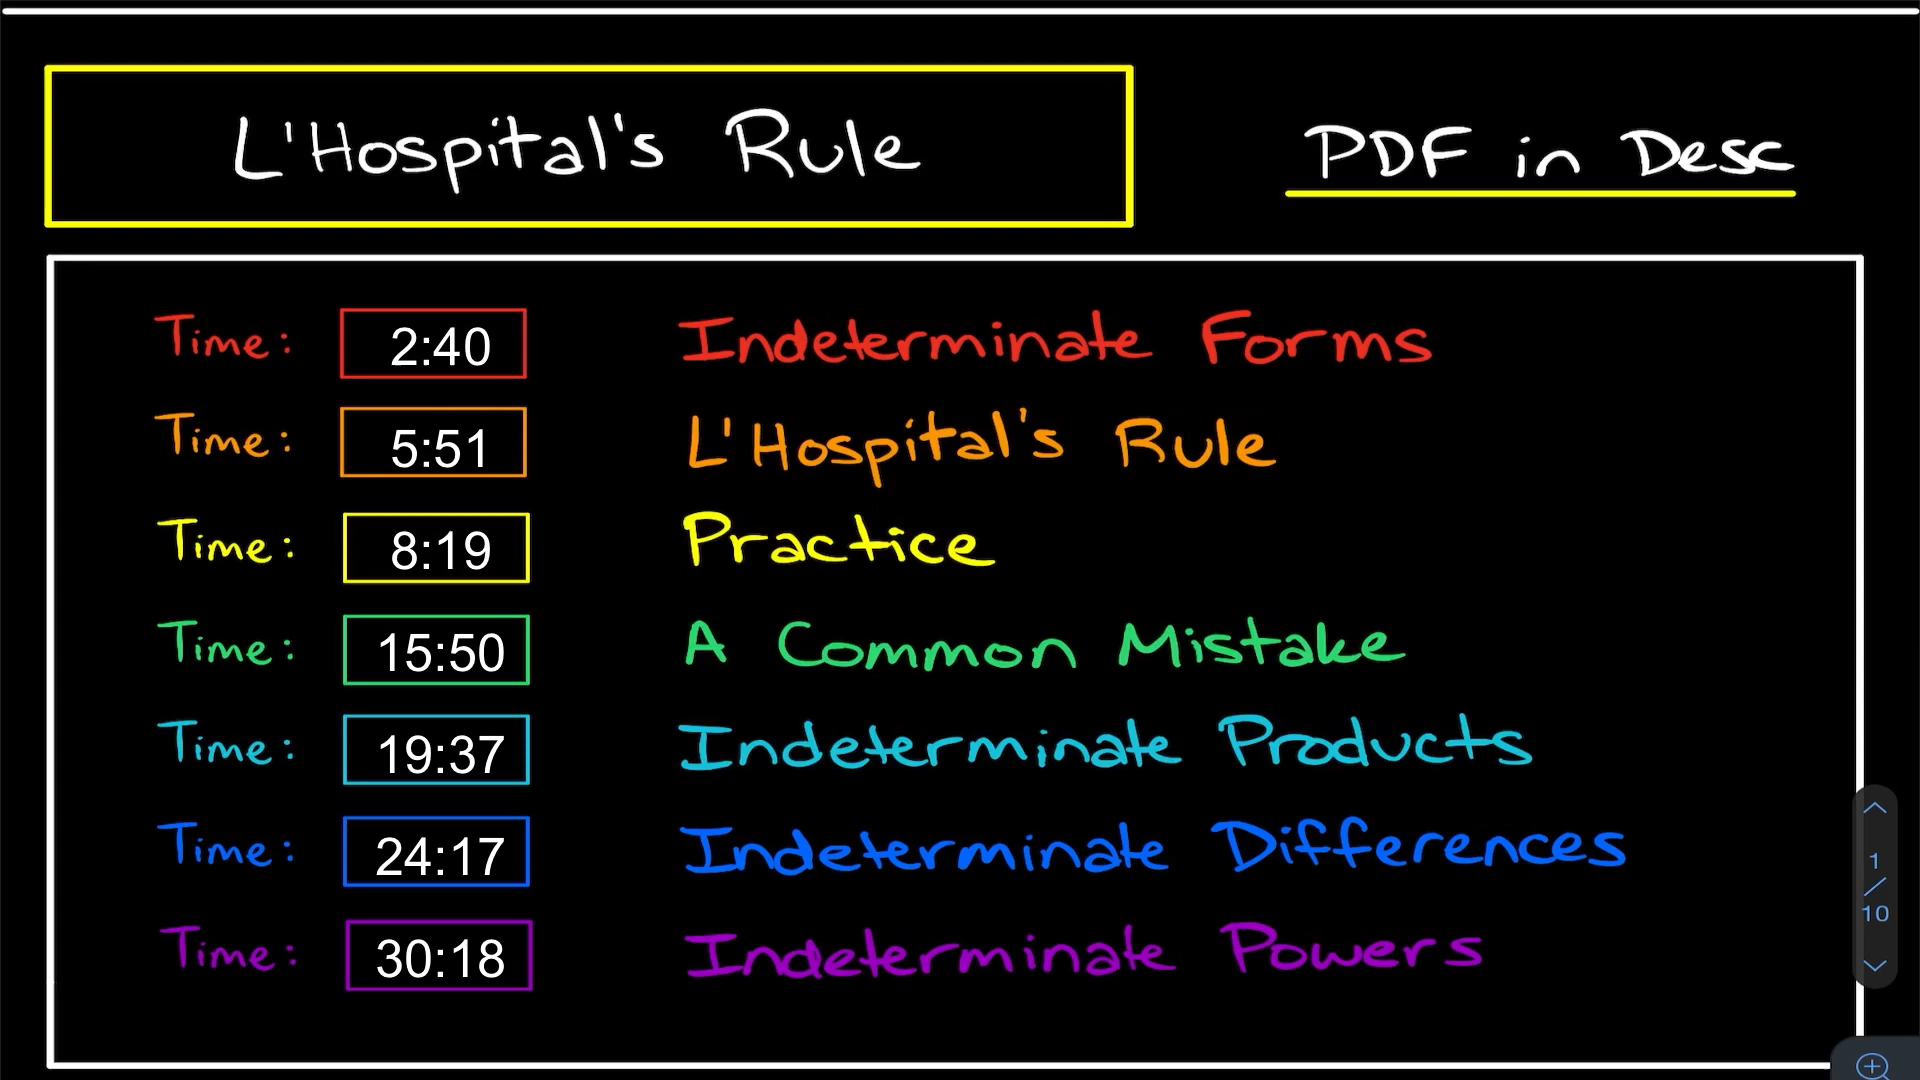 L'Hospital's Rule
PDF in Desc
Time: 2:40 Indeterminate Forms
Time: 5:51 L'Hospital's Rule
Time: 8:19 Practice
Time: 15:50 A Common Mistake
Time: 19:37 Indeterminate Products
Time: 24:17 Indeterminate Differences
Time: 30:18 Indeterminate Powers
1
/
10